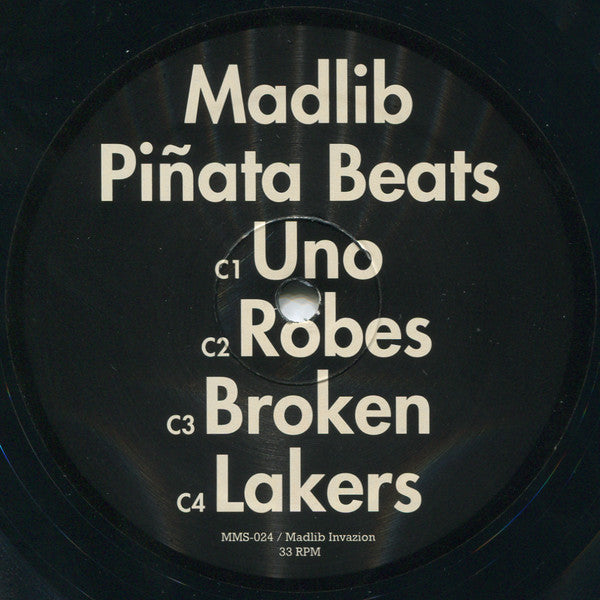 Madlib
Piñata Beats
C1 Uno
C2 Robes
C3 Broken
C4 Lakers
MMS-024 / Madlib Invazion
33 RPM